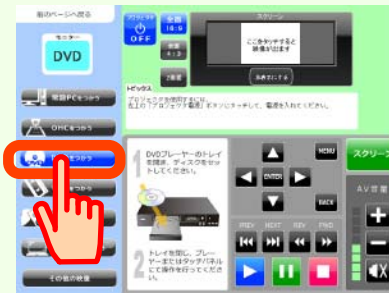 前のページへ戻る
モニター
DVD
常設PCをつかう
OHCをつかう
その他の映像
プロジェクタ
OFF
全面
16:9
4:3
2画面
スクリーン
ここをタッチすると
映像が出ます
非表示にする
トピックス
プロジェクタを使用するには、
左上の「プロジェクタ電源」ボタンにタッチして、電源を入れてください。
1
DVDプレーヤーのトレイ
を開き、ディスクをセッ
トしてください。
2
トレイを閉じ、プレー
ヤーまたはタッチパネル
にて操作を行ってくださ
い。
MENU
ENTER
BACK
PREV NEXT REV FWD
スクリーン
AV音量